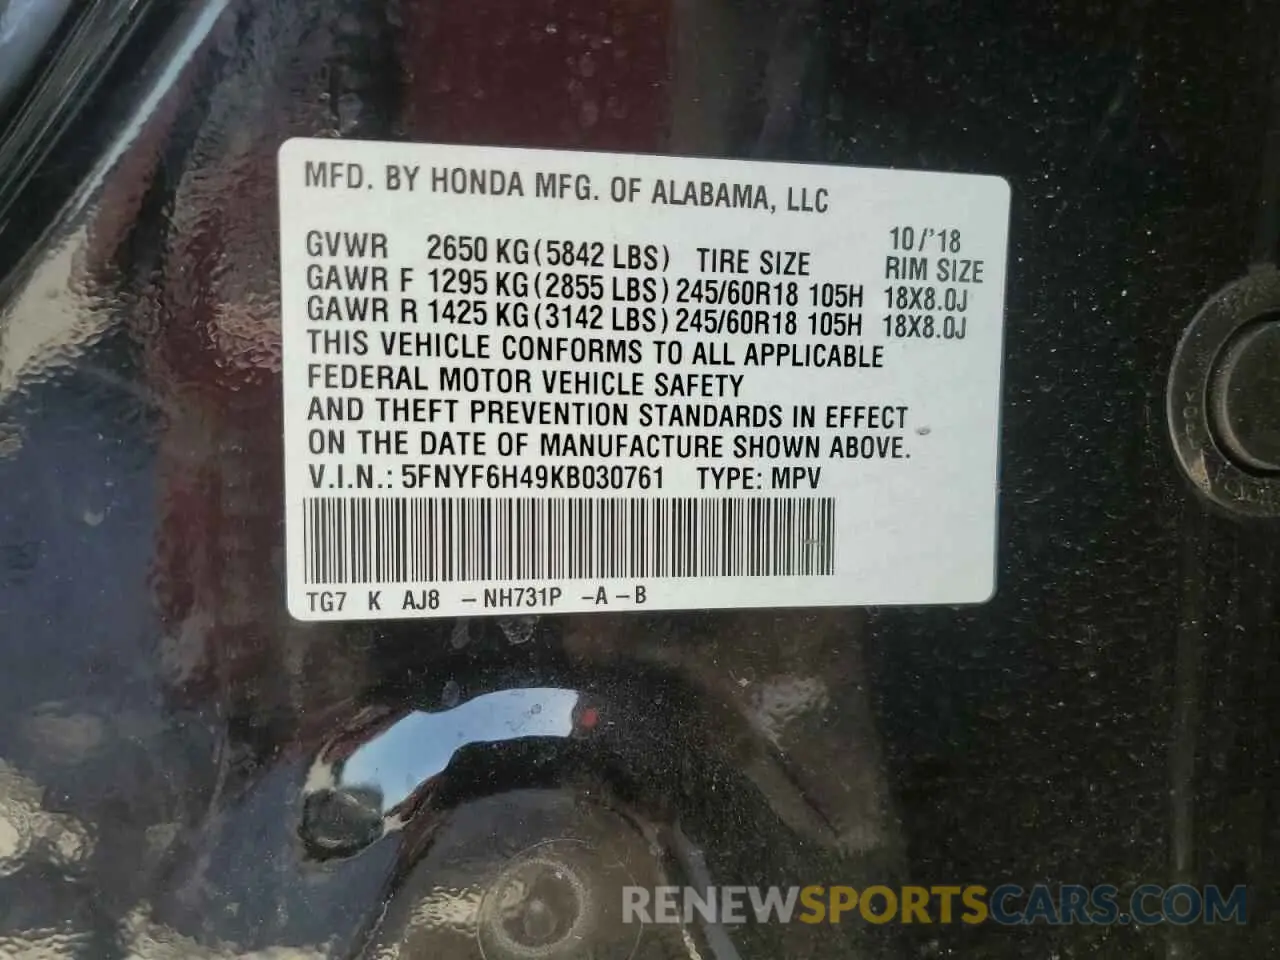 MFD. BY HONDA MFG. OF ALABAMA, LLC
10/'18
GVWR 2650 KG(5842 LBS) TIRE SIZE RIM SIZE
GAWR F 1295 KG(2855 LBS) 245/60R18 105H 18X8.0J
GAWR R 1425 KG(3142 LBS) 245/60R18 105H 18X8.0J
THIS VEHICLE CONFORMS TO ALL APPLICABLE
FEDERAL MOTOR VEHICLE SAFETY
AND THEFT PREVENTION STANDARDS IN EFFECT
ON THE DATE OF MANUFACTURE SHOWN ABOVE.
V.I.N.: 5FNYF6H49KB030761 TYPE: MPV
TG7 K AJ8 -NH731P -A-B
RENEWSPORTSCARS.COM